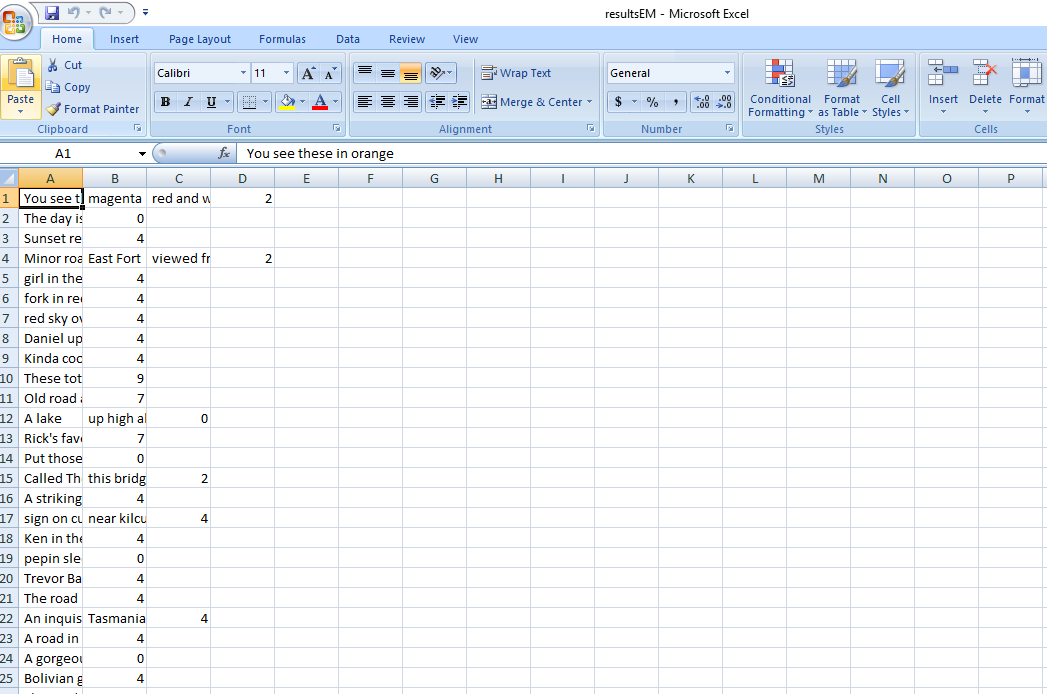 resultsEM - Microsoft Excel
Home Insert Page Layout Formulas Data Review View
Paste
Cut
Copy
Format Painter
Clipboard
Calibri 11 A A
B I U A
Font
Wrap Text
Merge & Center
Alignment
General
$ % , .00 .0
Number
Conditional Formatting
Format as Table
Cell Styles
Styles
Insert Delete Format
Cells
A1 fx You see these in orange
A B C D E F G H I J K L M N O P
1 You see magenta red and 2
2 The day is 0
3 Sunset re 4
4 Minor roa East Fort viewed fr 2
5 girl in the 4
6 fork in 4
7 red sky 4
8 Daniel up 4
9 Kinda 4
10 These tot 9
11 Old road 7
12 A lake up high 0
13 Rick's fav 7
14 Put those 0
15 Called Th this bridg 2
16 A striking 4
17 sign on near kilcu 4
18 Ken in the 4
19 pepin sle 0
20 Trevor Ba 4
21 The road 4
22 An inquis Tasmania 4
23 A road in 4
24 A 0
25 Bolivian 4